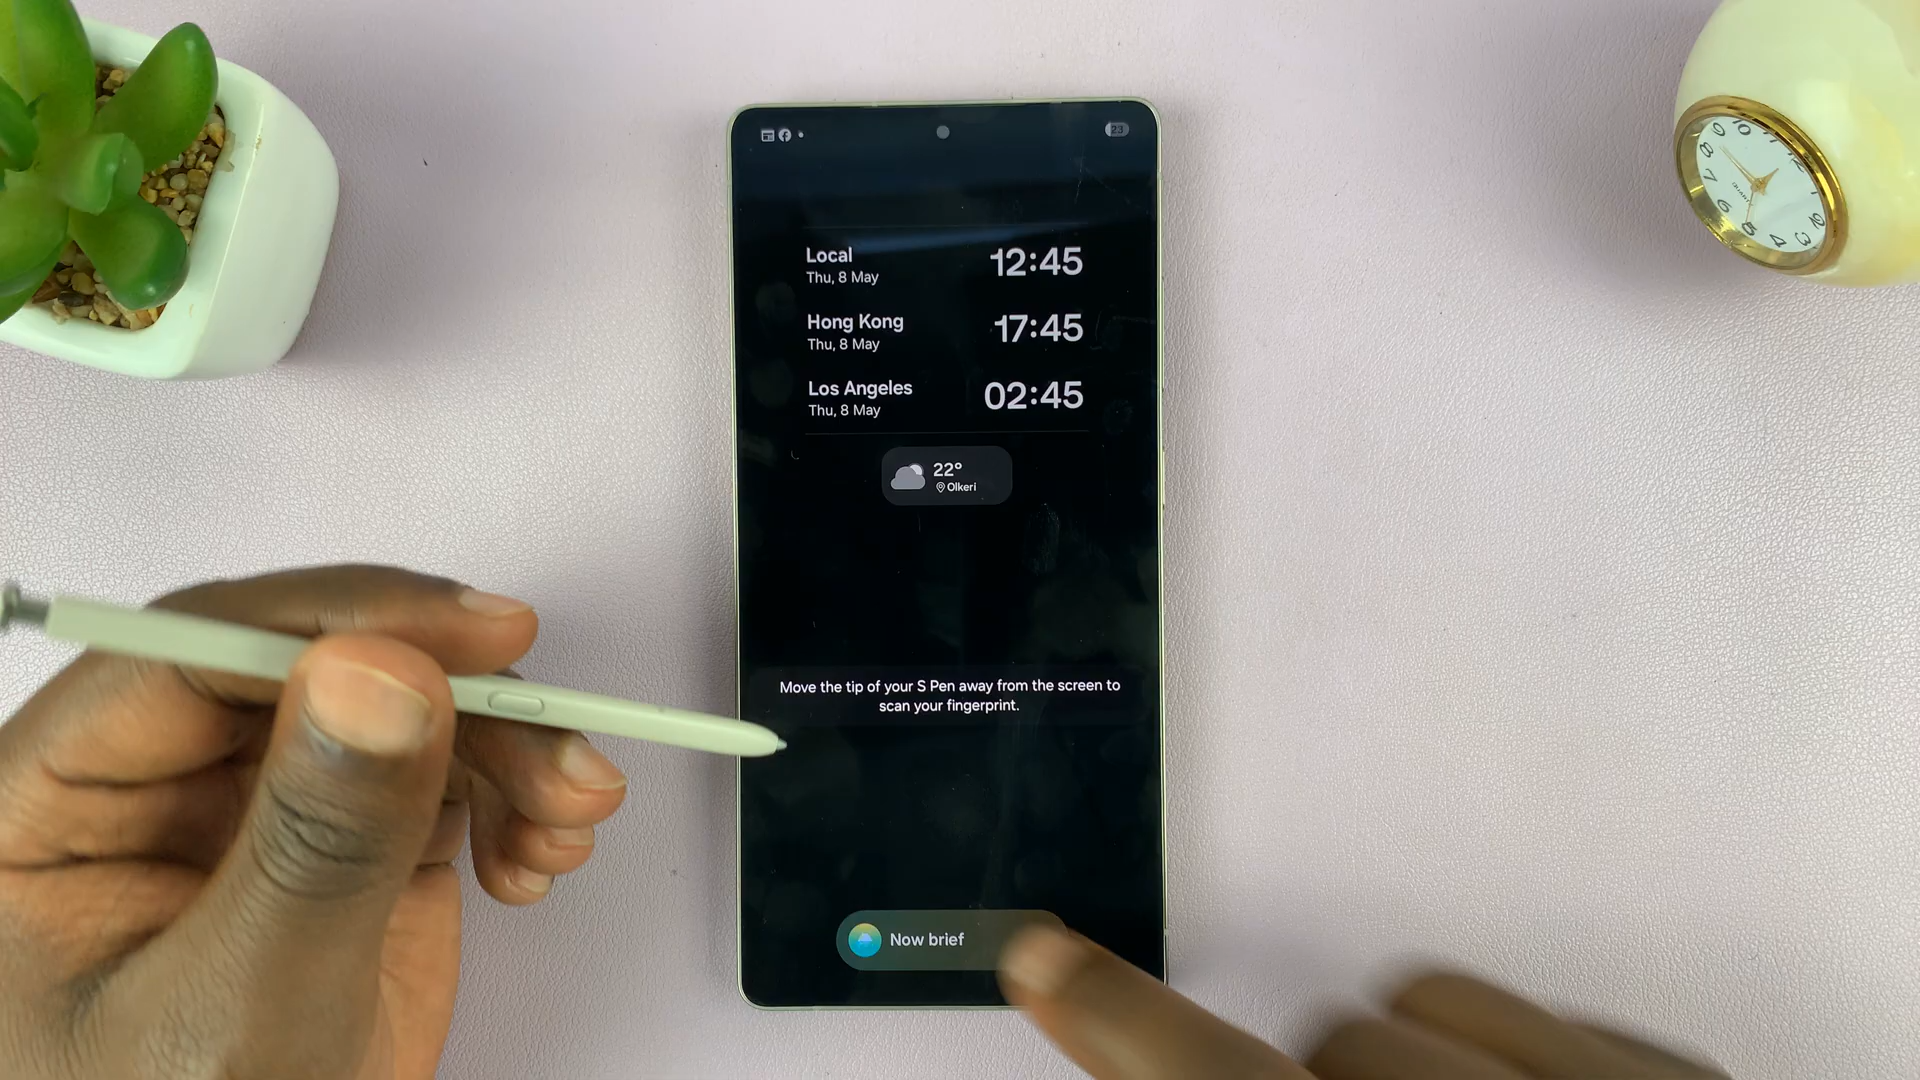 23
Local
12:45
Thu, 8 May
Hong Kong
17:45
Thu, 8 May
Los Angeles
02:45
Thu, 8 May
22°
Olkeri
Move the tip of your S Pen away from the screen to
scan your fingerprint.
Now brief